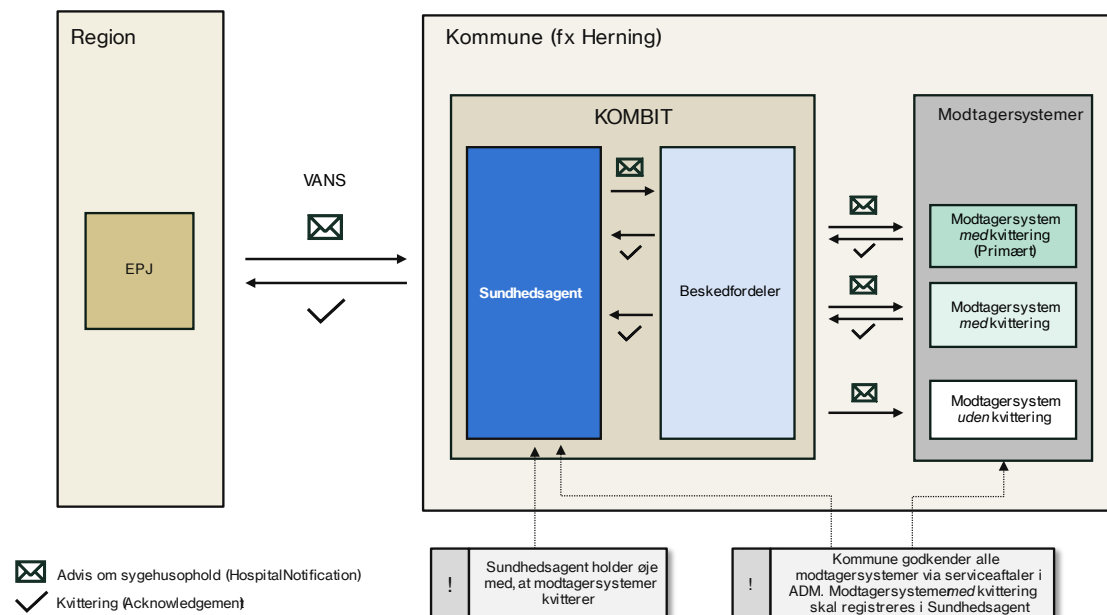 Region
Kommune (fx Herning)
KOMBIT
Modtagersystemer
VANS
EPJ
Sundhedsagent
Beskedfordeler
Modtagersystem
med kvittering
(Primært)
Modtagersystem
med kvittering
Modtagersystem
uden kvittering
Advis om sygehusophold (HospitalNotification)
Kvittering (Acknowledgement)
!
Sundhedsagent holder øje
med, at modtagersystemer
kvitterer
!
Kommune godkender alle
modtagersystemer via serviceaftaler i
ADM. Modtagersystemer med kvittering
skal registreres i Sundhedsagent